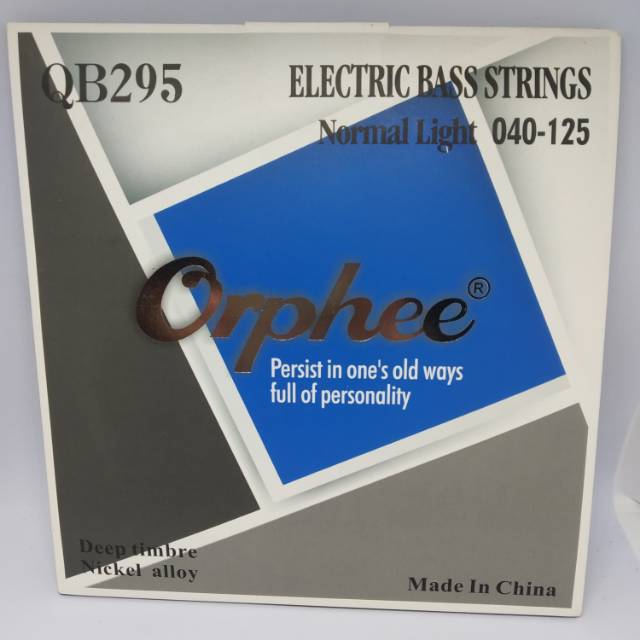 QB295
ELECTRIC BASS STRINGS
Normal Light 040-125
Orphee®
Persist in one's old ways
full of personality
Deep timbre
Nickel alloy
Made In China